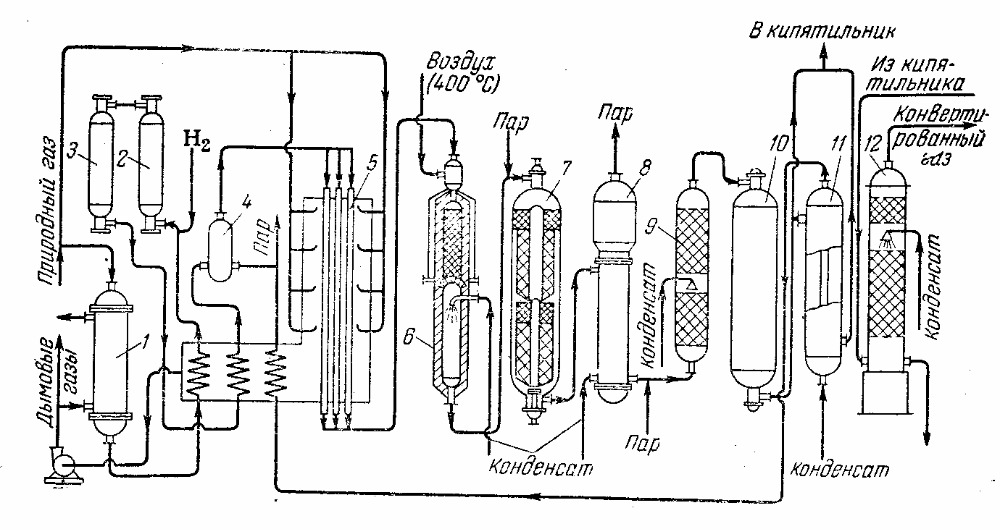 В кипятильник
Из кипя-
тильника
Конверти-
рованный
газ
Воздух
(400 °С)
Пар
Пар
H₂
Природный газ
3
2
4
Пар
5
6
7
8
9
10
11
12
Конденсат
Конденсат
1
Дымовые
газы
Пар
Конденсат
Конденсат